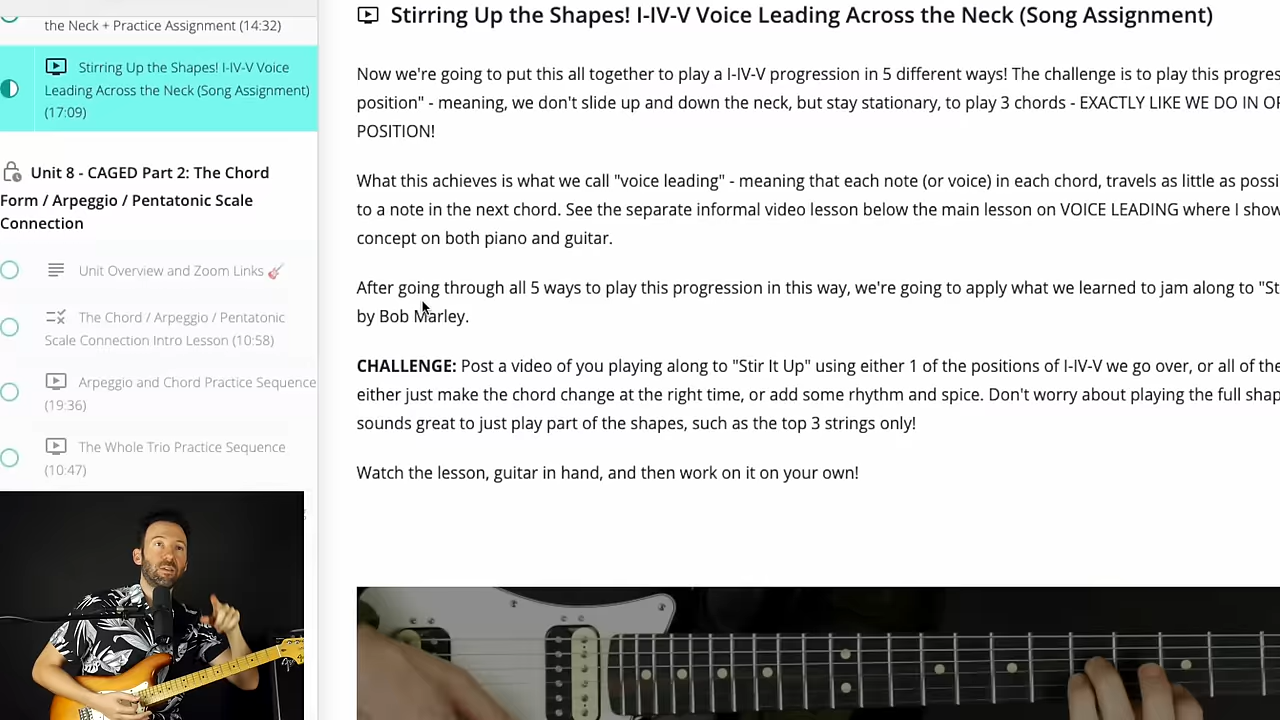 the Neck + Practice Assignment (14:32)
Stirring Up the Shapes! I-IV-V Voice
Leading Across the Neck (Song Assignment)
(17:09)
Unit 8 - CAGED Part 2: The Chord
Form / Arpeggio / Pentatonic Scale
Connection
Unit Overview and Zoom Links 🎸
The Chord / Arpeggio / Pentatonic
Scale Connection Intro Lesson (10:58)
Arpeggio and Chord Practice Sequence
(19:36)
The Whole Trio Practice Sequence
(10:47)
Stirring Up the Shapes! I-IV-V Voice Leading Across the Neck (Song Assignment)
Now we're going to put this all together to play a I-IV-V progression in 5 different ways! The challenge is to play this progres
position" - meaning, we don't slide up and down the neck, but stay stationary, to play 3 chords - EXACTLY LIKE WE DO IN OP
POSITION!
What this achieves is what we call "voice leading" - meaning that each note (or voice) in each chord, travels as little as possi
to a note in the next chord. See the separate informal video lesson below the main lesson on VOICE LEADING where I show
concept on both piano and guitar.
After going through all 5 ways to play this progression in this way, we're going to apply what we learned to jam along to "St
by Bob Marley.
CHALLENGE: Post a video of you playing along to "Stir It Up" using either 1 of the positions of I-IV-V we go over, or all of the
either just make the chord change at the right time, or add some rhythm and spice. Don't worry about playing the full shap
sounds great to just play part of the shapes, such as the top 3 strings only!
Watch the lesson, guitar in hand, and then work on it on your own!